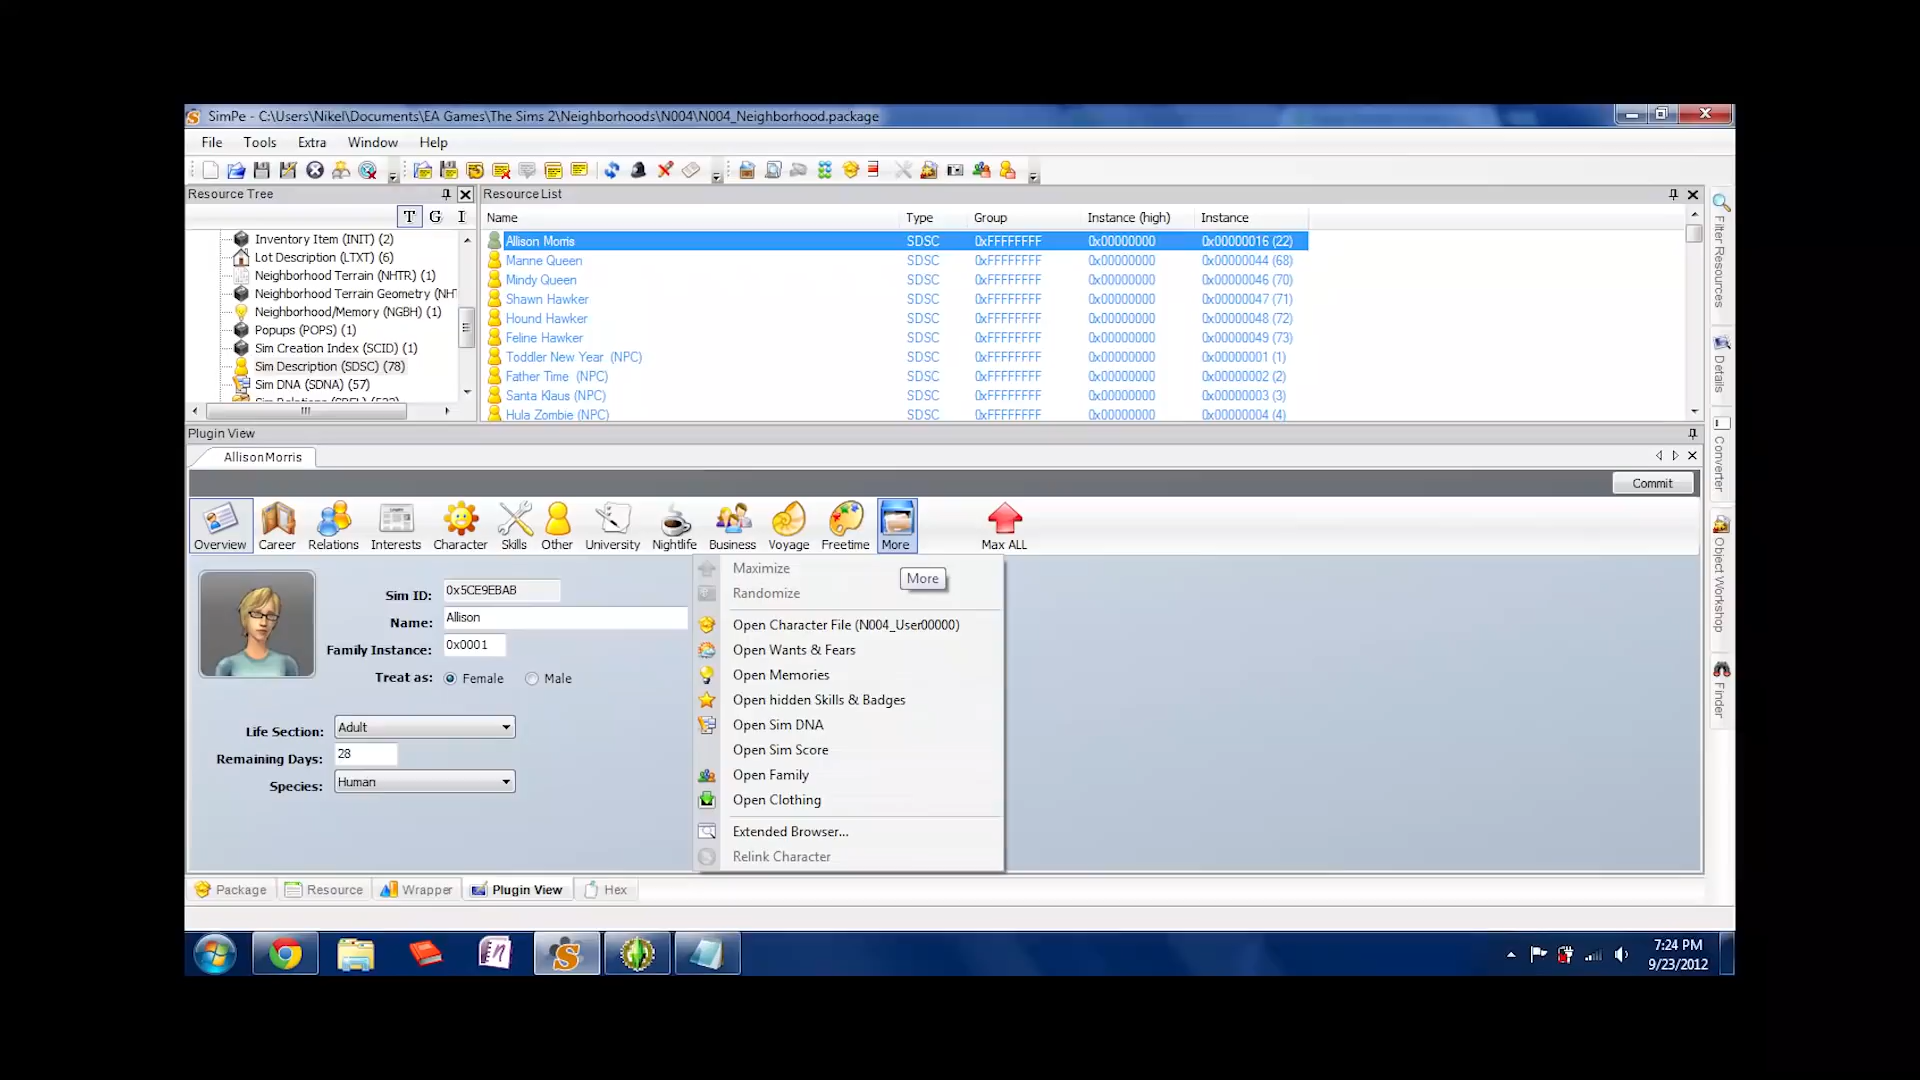 SimPe - C:\Users\Nikel\Documents\EA Games\The Sims 2\Neighborhoods\N004\N004_Neighborhood.package
File Tools Extra Window Help
Resource Tree
T G I
Inventory Item (INIT) (2)
Lot Description (LTXT) (6)
Neighborhood Terrain (NHTR) (1)
Neighborhood Terrain Geometry (NH
Neighborhood/Memory (NGBH) (1)
Popups (POPS) (1)
Sim Creation Index (SCID) (1)
Sim Description (SDSC) (78)
Sim DNA (SDNA) (57)
Resource List
Name Type Group Instance (high) Instance
Allison Morris SDSC 0xFFFFFFFF 0x00000000 0x00000016 (22)
Manne Queen SDSC 0xFFFFFFFF 0x00000000 0x00000044 (68)
Mindy Queen SDSC 0xFFFFFFFF 0x00000000 0x00000046 (70)
Shawn Hawker SDSC 0xFFFFFFFF 0x00000000 0x00000047 (71)
Hound Hawker SDSC 0xFFFFFFFF 0x00000000 0x00000048 (72)
Feline Hawker SDSC 0xFFFFFFFF 0x00000000 0x00000049 (73)
Toddler New Year (NPC) SDSC 0xFFFFFFFF 0x00000000 0x00000001 (1)
Father Time (NPC) SDSC 0xFFFFFFFF 0x00000000 0x00000002 (2)
Santa Klaus (NPC) SDSC 0xFFFFFFFF 0x00000000 0x00000003 (3)
Hula Zombie (NPC) SDSC 0xFFFFFFFF 0x00000000 0x00000004 (4)
Filter Resources
Details
Converter
Object Workshop
Finder
Plugin View
AllisonMorris
Commit
Overview Career Relations Interests Character Skills Other University Nightlife Business Voyage Freetime More Max ALL
Sim ID: 0x5CE9EBAB
Name: Allison
Family Instance: 0x0001
Treat as: Female Male
Life Section: Adult
Remaining Days: 28
Species: Human
Maximize
More
Randomize
Open Character File (N004_User00000)
Open Wants & Fears
Open Memories
Open hidden Skills & Badges
Open Sim DNA
Open Sim Score
Open Family
Open Clothing
Extended Browser...
Relink Character
Package Resource Wrapper Plugin View Hex
7:24 PM
9/23/2012